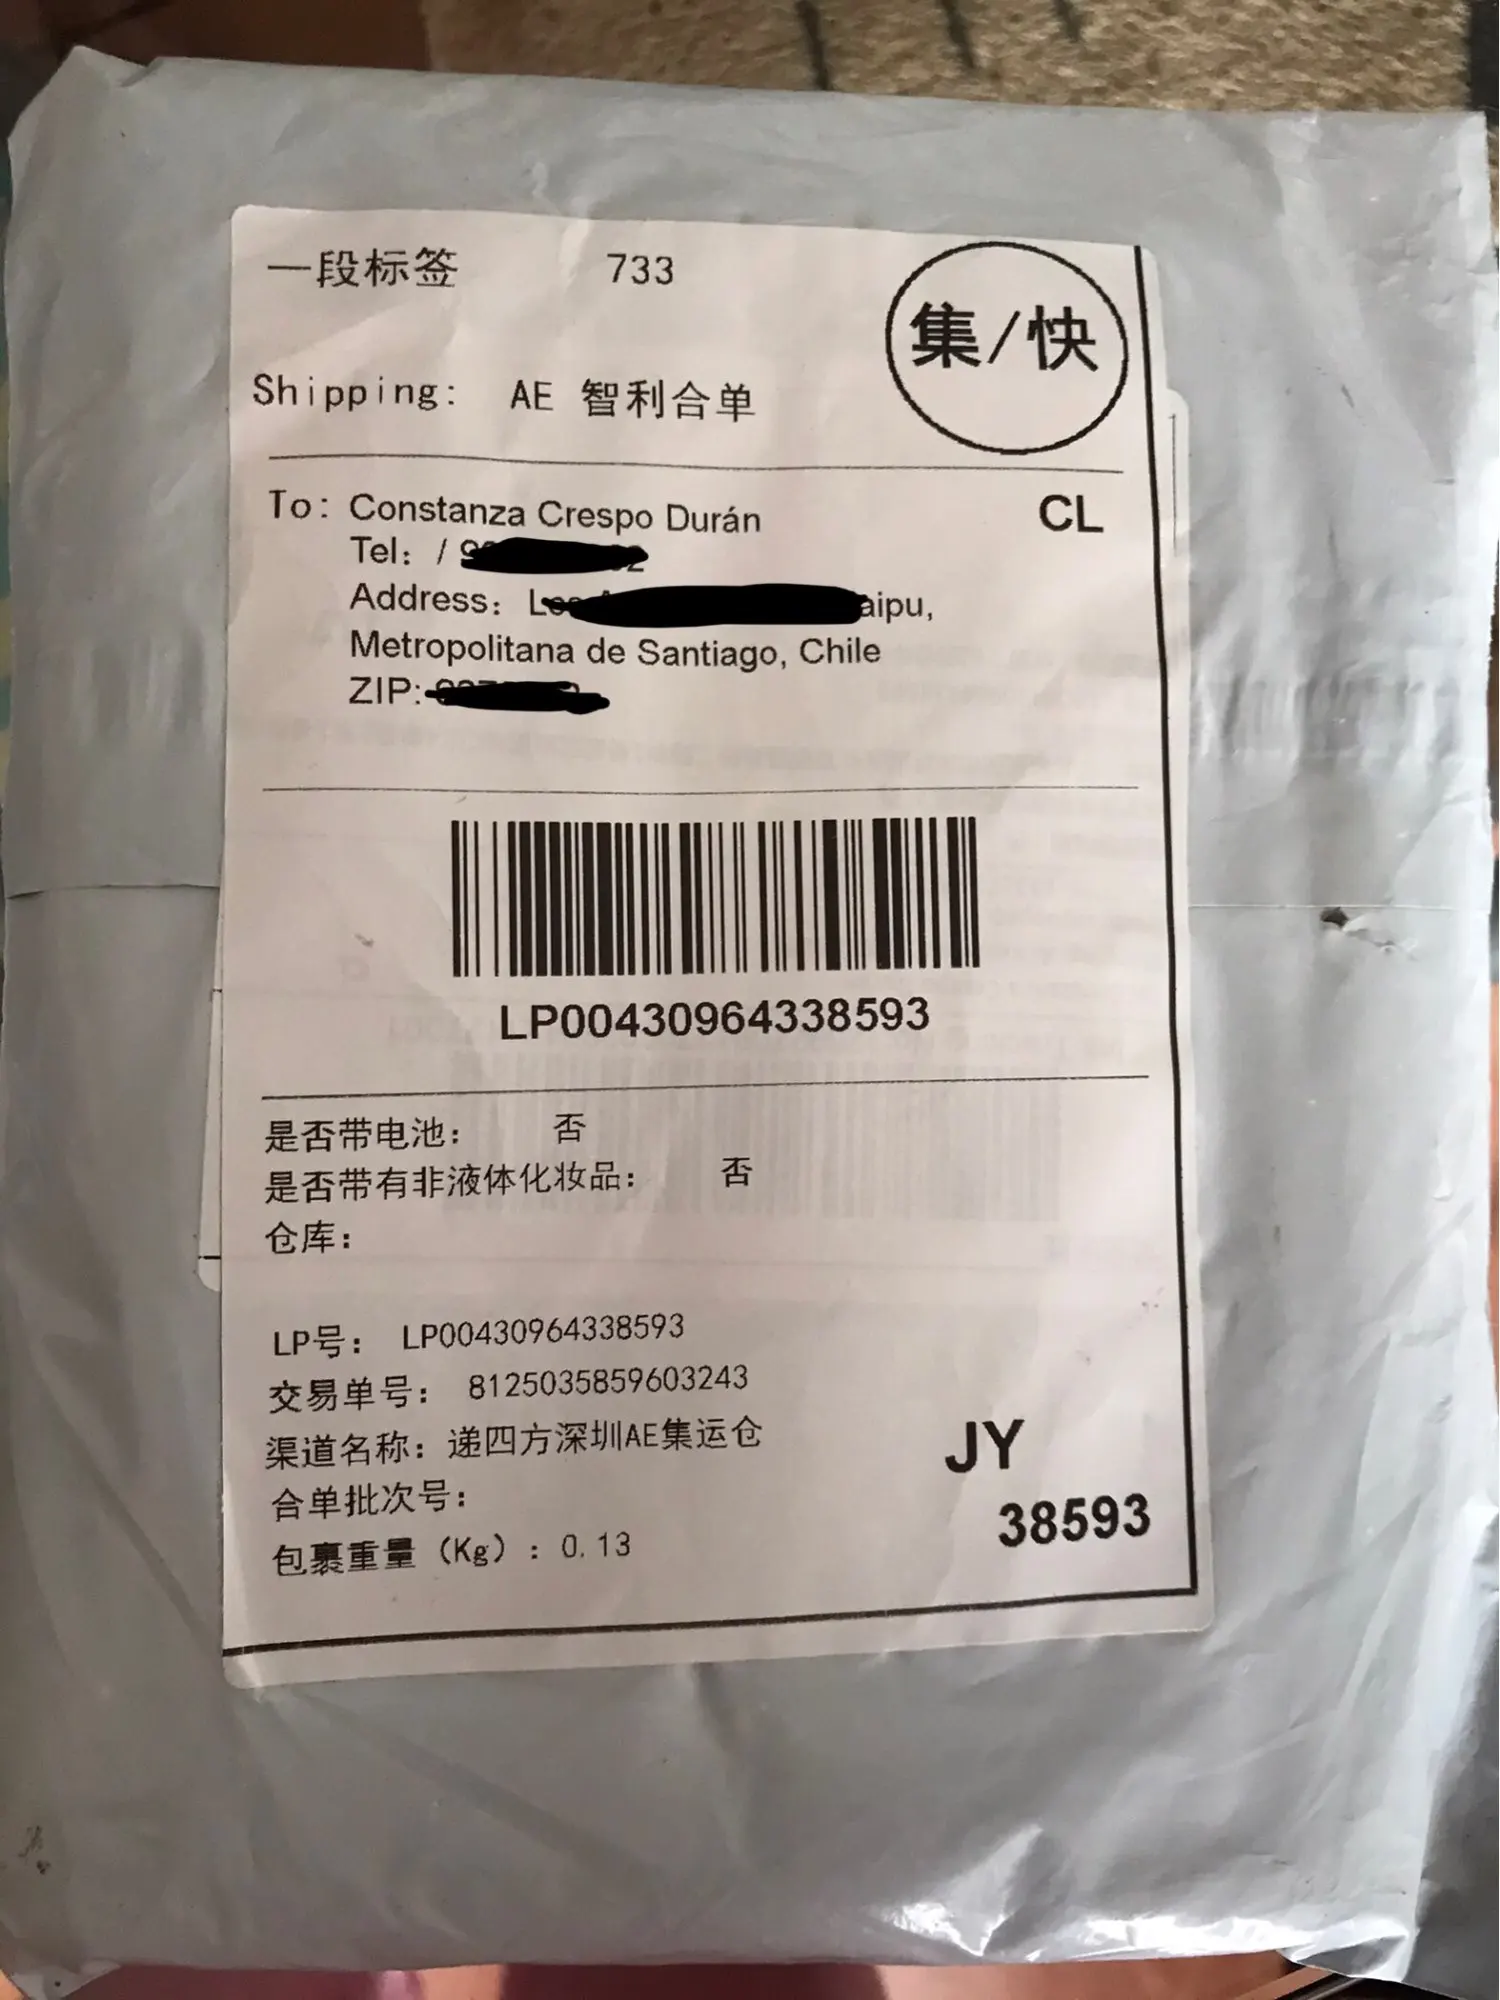 一段标签 733
集/快
Shipping: AE 智利合单
To: Constanza Crespo Durán
CL
Tel: /
Address: aipu,
Metropolitana de Santiago, Chile
ZIP:
LP00430964338593
是否带电池: 否
是否带有非液体化妆品: 否
仓库:
LP号: LP00430964338593
交易单号: 8125035859603243
渠道名称: 递四方深圳AE集运仓
合单批次号:
包裹重量 (Kg) : 0.13
JY
38593